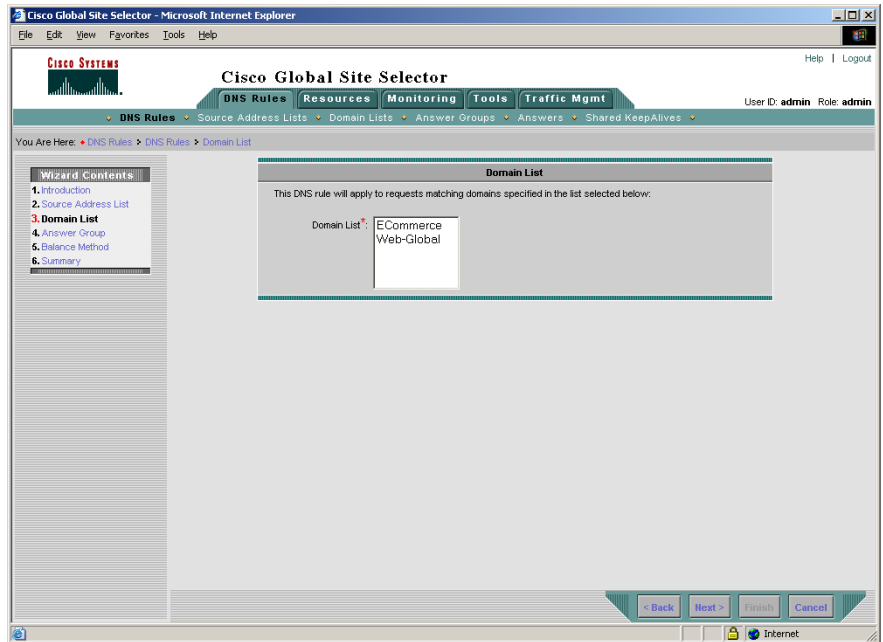 Cisco Global Site Selector - Microsoft Internet Explorer
File Edit View Favorites Tools Help
CISCO SYSTEMS
Cisco Global Site Selector
Help | Logout
DNS Rules Resources Monitoring Tools Traffic Mgmt
User ID: admin Role: admin
DNS Rules Source Address Lists Domain Lists Answer Groups Answers Shared KeepAlives
You Are Here: DNS Rules DNS Rules Domain List
Wizard Contents
1. Introduction
2. Source Address List
3. Domain List
4. Answer Group
5. Balance Method
6. Summary
Domain List
This DNS rule will apply to requests matching domains specified in the list selected below:
Domain List*:
ECommerce
Web-Global
< Back Next > Finish Cancel
Internet